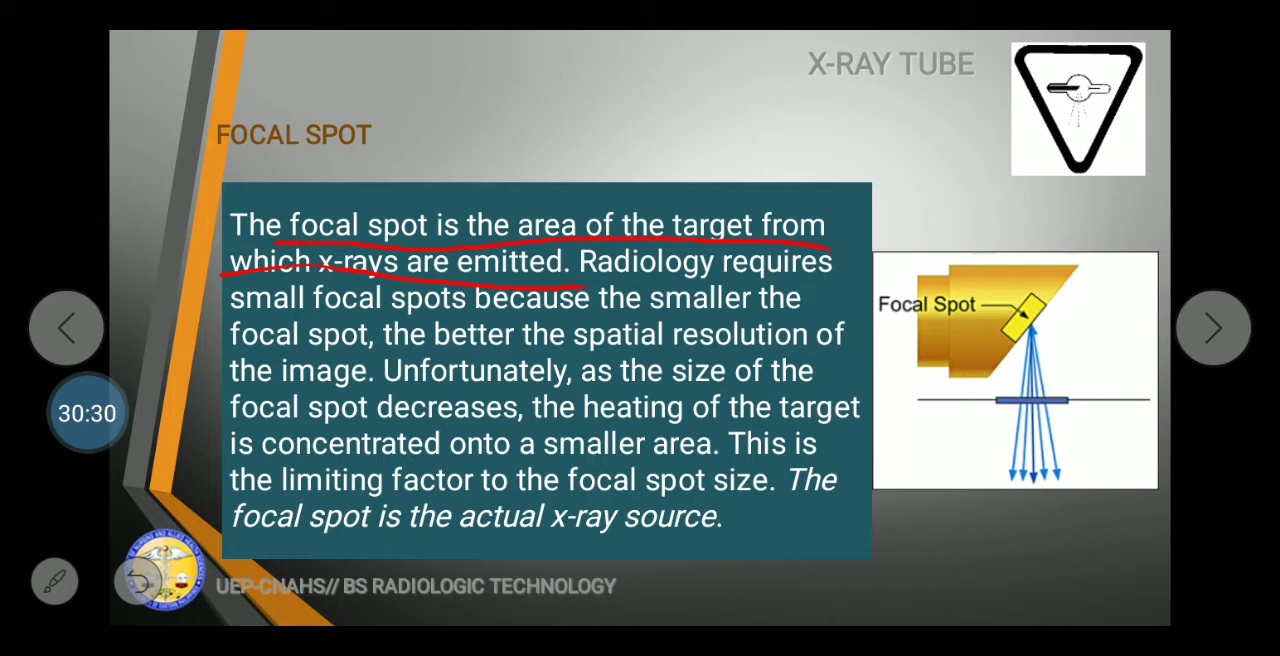 X-RAY TUBE
FOCAL SPOT
The focal spot is the area of the target from
which x-rays are emitted. Radiology requires
small focal spots because the smaller the
focal spot, the better the spatial resolution of
the image. Unfortunately, as the size of the
focal spot decreases, the heating of the target
is concentrated onto a smaller area. This is
the limiting factor to the focal spot size. The
focal spot is the actual x-ray source.
Focal Spot
30:30
UEP-CNAHS// BS RADIOLOGIC TECHNOLOGY